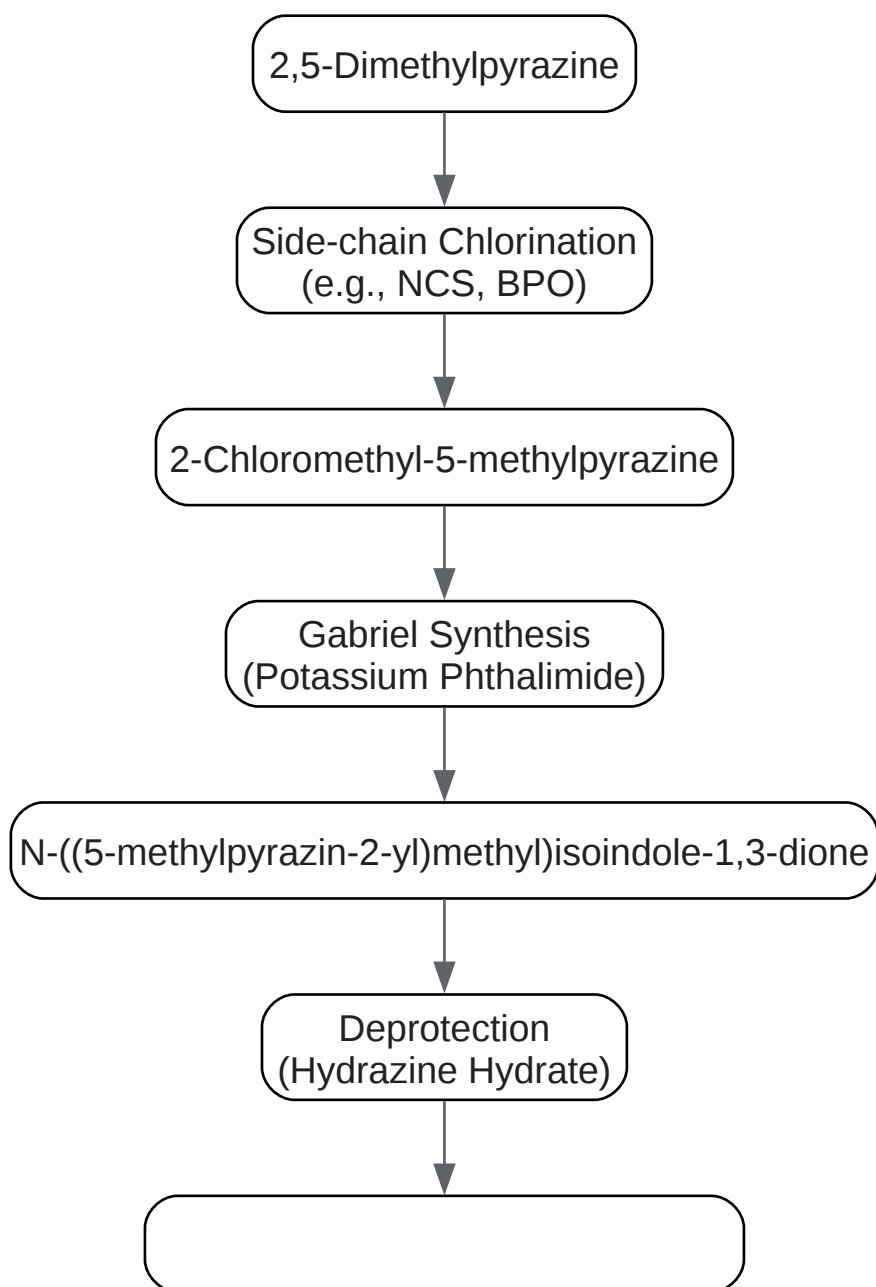 2,5-Dimethylpyrazine
Side-chain Chlorination
(e.g., NCS, BPO)
2-Chloromethyl-5-methylpyrazine
Gabriel Synthesis
(Potassium Phthalimide)
N-((5-methylpyrazin-2-yl)methyl)isoindole-1,3-dione
Deprotection
(Hydrazine Hydrate)